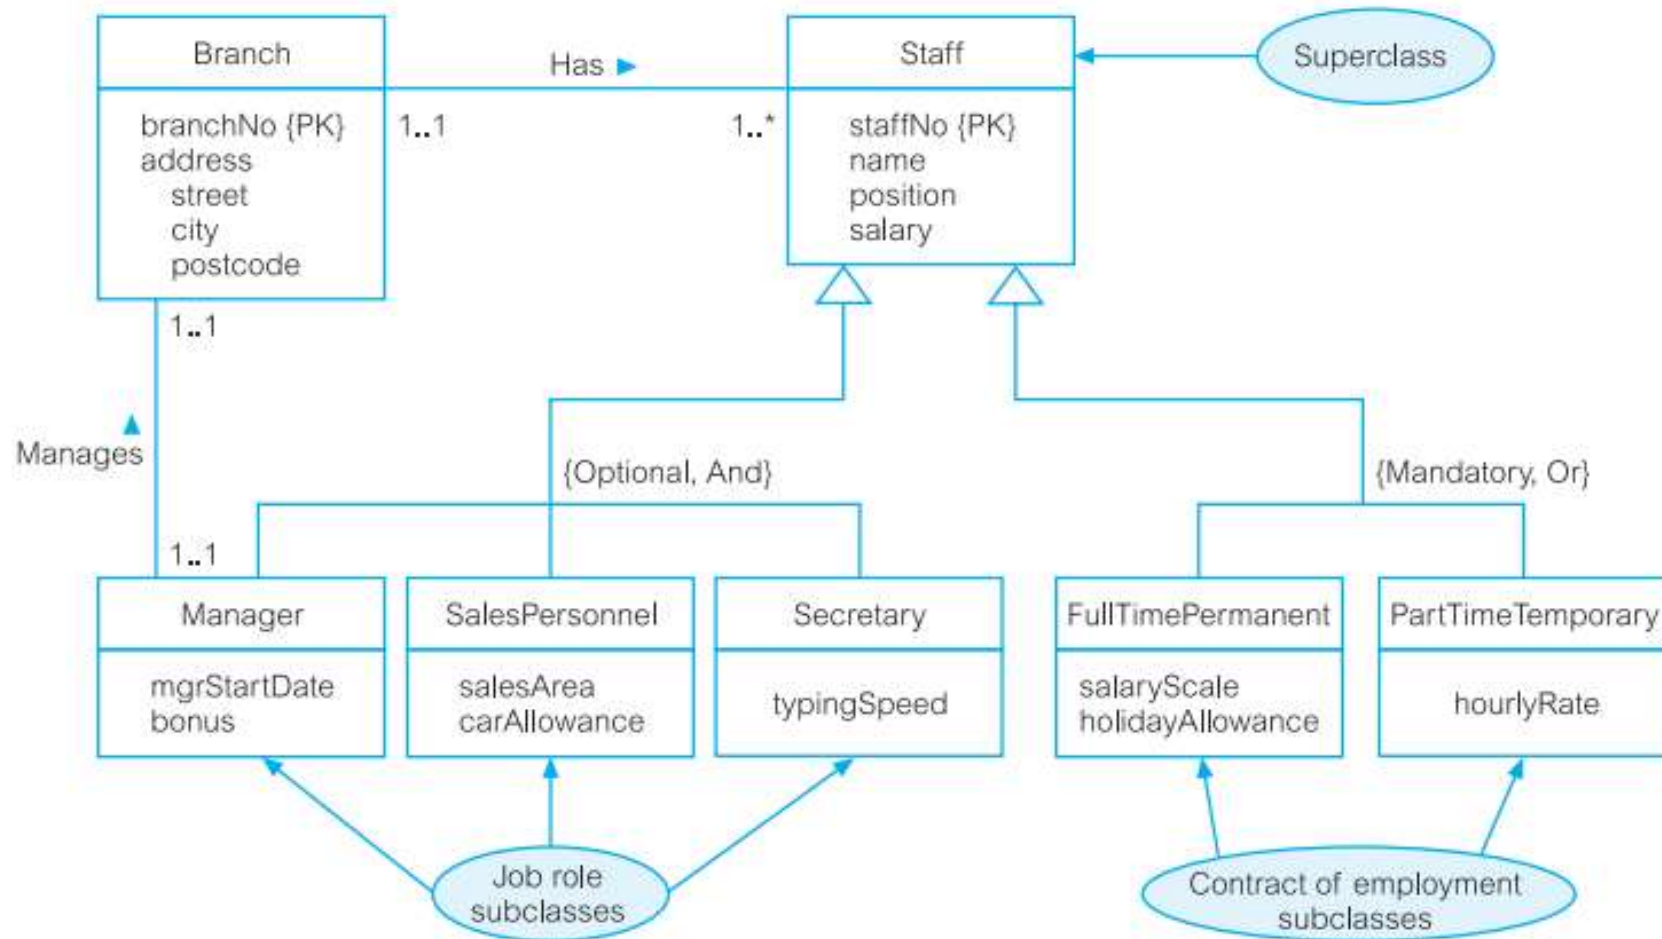 Branch
Has ▶
Staff
Superclass
branchNo {PK}
address
street
city
postcode
1..1
1..*
staffNo {PK}
name
position
salary
1..1
Manages
{Optional, And}
{Mandatory, Or}
1..1
Manager
SalesPersonnel
Secretary
FullTimePermanent
PartTimeTemporary
mgrStartDate
bonus
salesArea
carAllowance
typingSpeed
salaryScale
holidayAllowance
hourlyRate
Job role
subclasses
Contract of employment
subclasses